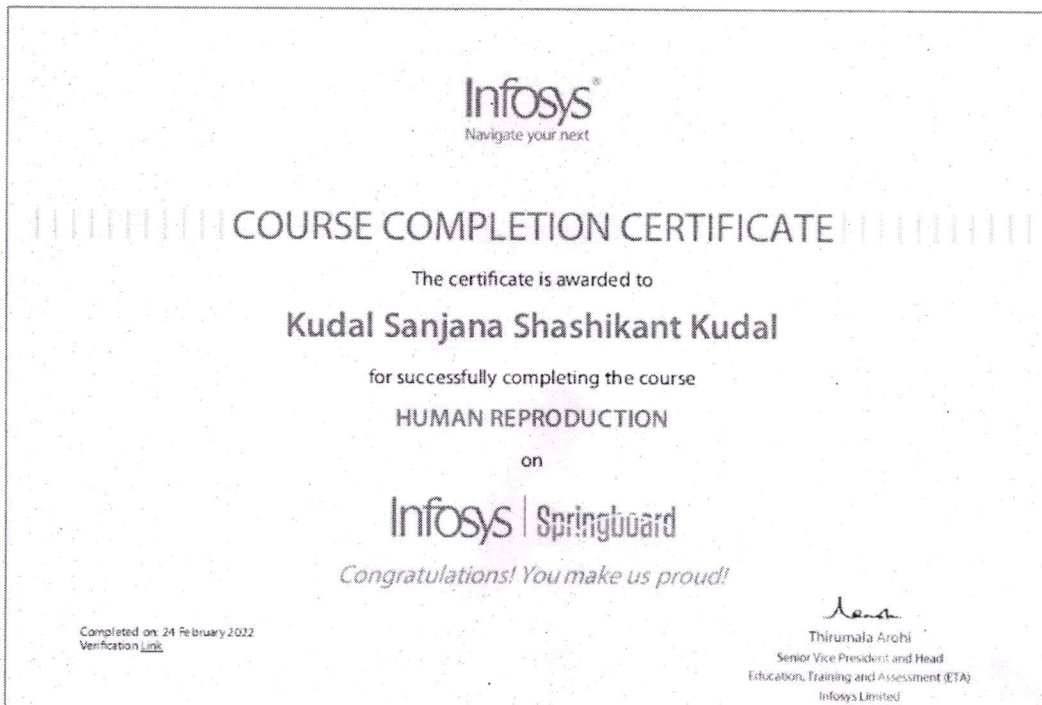 Infosys®
Navigate your next
COURSE COMPLETION CERTIFICATE
The certificate is awarded to
Kudal Sanjana Shashikant Kudal
for successfully completing the course
HUMAN REPRODUCTION
on
Infosys | Springboard
Congratulations! You make us proud!
Completed on: 24 February 2022
Verification Link
Thirumala Arohi
Senior Vice President and Head
Education, Training and Assessment (ETA)
Infosys Limited